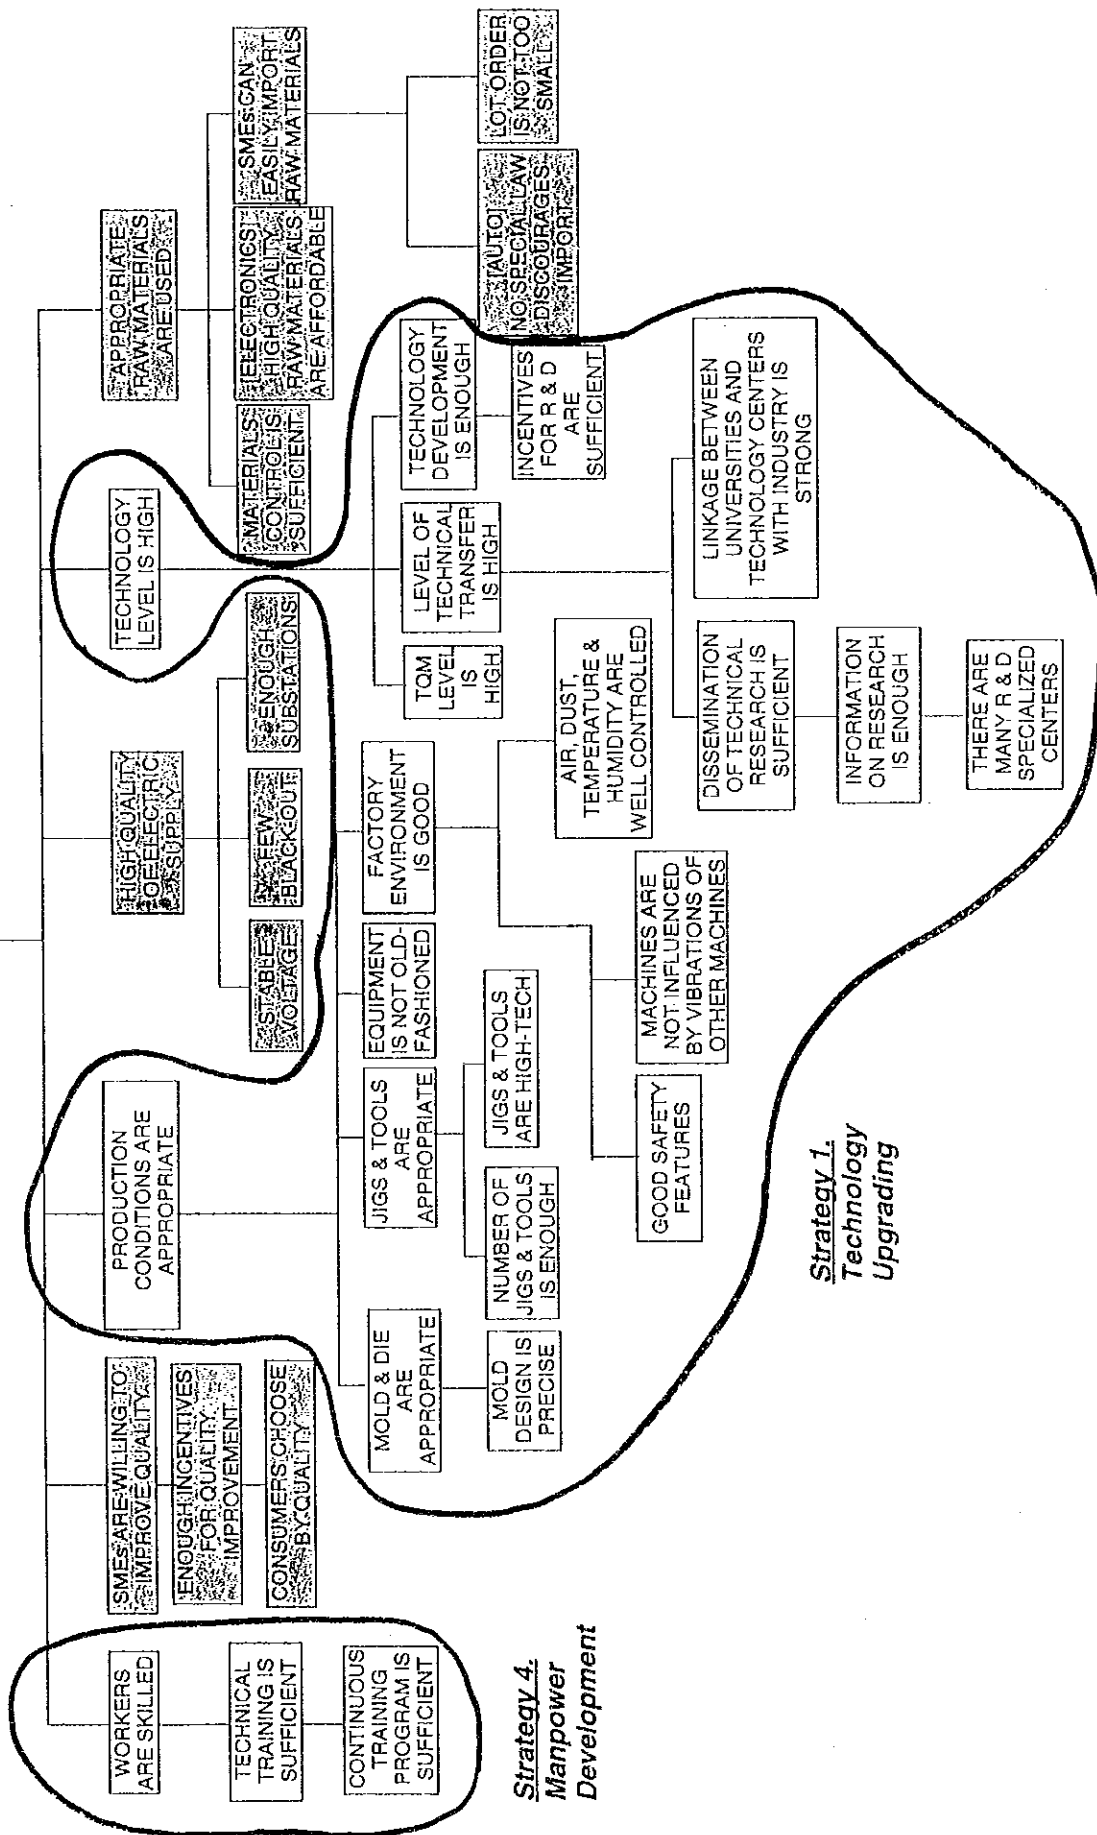 WORKERS
ARE SKILLED
TECHNICAL
TRAINING IS
SUFFICIENT
CONTINUOUS
TRAINING
PROGRAM IS
SUFFICIENT
Strategy 4.
Manpower
Development
SMEs ARE WILLING TO
IMPROVE QUALITY
ENOUGH INCENTIVES
FOR QUALITY
IMPROVEMENT
CONSUMERS CHOOSE
BY QUALITY
PRODUCTION
CONDITIONS ARE
APPROPRIATE
MOLD & DIE
ARE
APPROPRIATE
MOLD
DESIGN IS
PRECISE
JIGS & TOOLS
ARE
APPROPRIATE
NUMBER OF
JIGS & TOOLS
IS ENOUGH
JIGS & TOOLS
ARE HIGH-TECH
EQUIPMENT
IS NOT OLD-
FASHIONED
FACTORY
ENVIRONMENT
IS GOOD
GOOD SAFETY
FEATURES
MACHINES ARE
NOT INFLUENCED
BY VIBRATIONS OF
OTHER MACHINES
AIR, DUST,
TEMPERATURE &
HUMIDITY ARE
WELL CONTROLLED
HIGH QUALITY
OF ELECTRIC
SUPPLY
STABLE
VOLTAGE
FEW
BLACK-OUT
ENOUGH
SUBSTATIONS
TECHNOLOGY
LEVEL IS HIGH
TQM
LEVEL
IS
HIGH
LEVEL OF
TECHNICAL
TRANSFER
IS HIGH
TECHNOLOGY
DEVELOPMENT
IS ENOUGH
INCENTIVES
FOR R & D
ARE
SUFFICIENT
DISSEMINATION
OF TECHNICAL
RESEARCH IS
SUFFICIENT
INFORMATION
ON RESEARCH
IS ENOUGH
THERE ARE
MANY R & D
SPECIALIZED
CENTERS
LINKAGE BETWEEN
UNIVERSITIES AND
TECHNOLOGY CENTERS
WITH INDUSTRY IS
STRONG
Strategy 1.
Technology
Upgrading
APPROPRIATE
RAW MATERIALS
ARE USED
MATERIALS
CONTROL IS
SUFFICIENT
[ELECTRONICS]
HIGH QUALITY
RAW MATERIALS
ARE AFFORDABLE
SMEs CAN
EASILY IMPORT
RAW MATERIALS
[AUTO]
NO SPECIAL LAW
DISCOURAGES
IMPORT
LOT ORDER
IS NOT TOO
SMALL